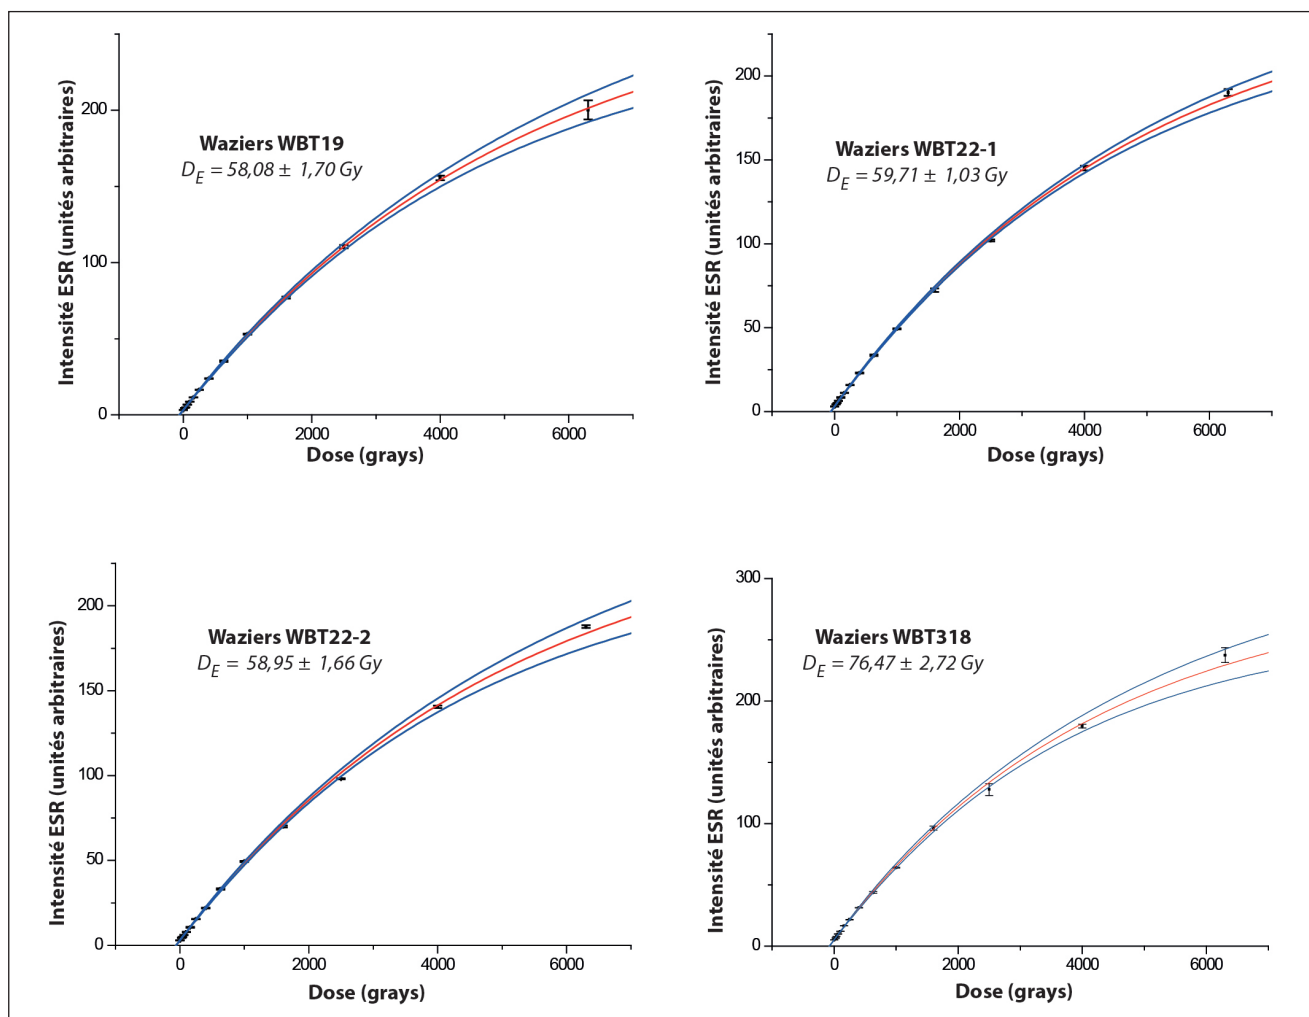 Intensité ESR (unités arbitraires)
200
100
0
Waziers WBT19
D_E = 58,08 ± 1,70 Gy
0 2000 4000 6000
Dose (grays)
Intensité ESR (unités arbitraires)
200
150
100
50
0
Waziers WBT22-1
D_E = 59,71 ± 1,03 Gy
0 2000 4000 6000
Dose (grays)
Intensité ESR (unités arbitraires)
200
150
100
50
0
Waziers WBT22-2
D_E = 58,95 ± 1,66 Gy
0 2000 4000 6000
Dose (grays)
Intensité ESR (unités arbitraires)
300
200
100
0
Waziers WBT318
D_E = 76,47 ± 2,72 Gy
0 2000 4000 6000
Dose (grays)